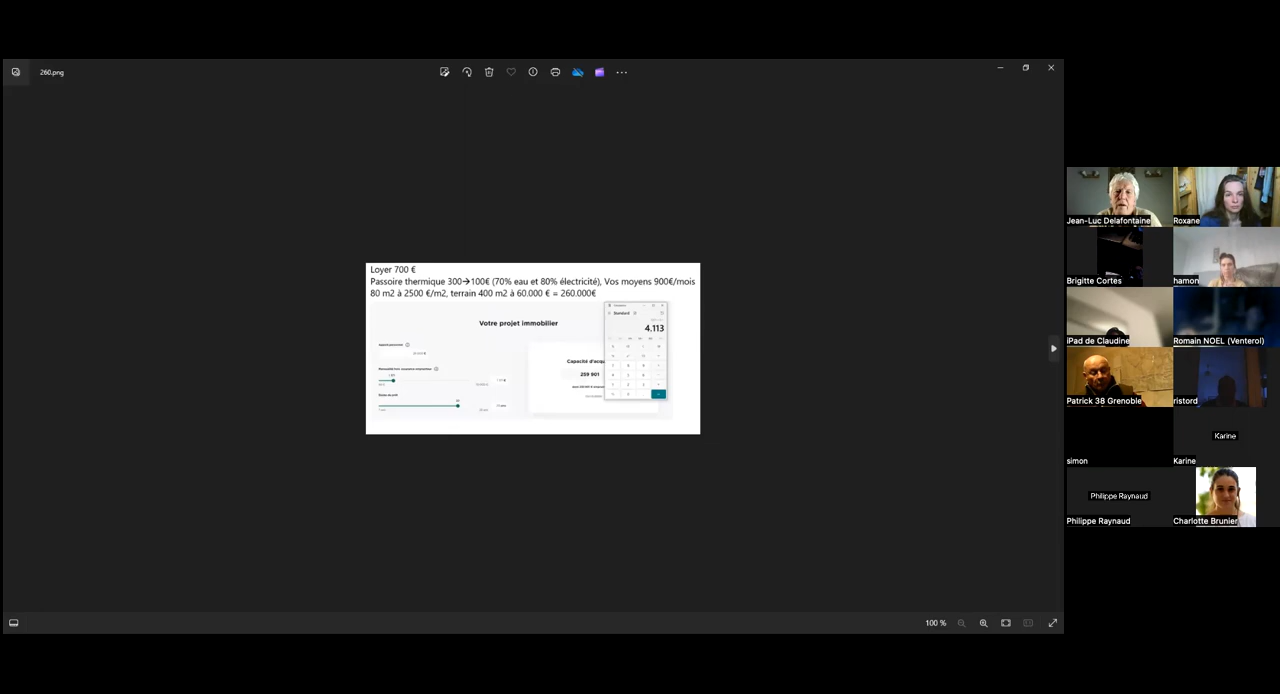 260.png
Loyer 700 €
Passoire thermique 300→100€ (70% eau et 80% électricité), Vos moyens 900€/mois
80 m2 à 2500 €/m2, terrain 400 m2 à 60.000 € = 260.000€
Votre projet immobilier
Standard
4,113
Capacité d'acqu
259 901
100 %
Jean-Luc Delafontaine
Roxane
Brigitte Cortes
hamon
iPad de Claudine
Romain NOEL (Venterol)
Patrick 38 Grenoble
ristord
simon
Karine
Karine
Philippe Raynaud
Philippe Raynaud
Charlotte Brunier